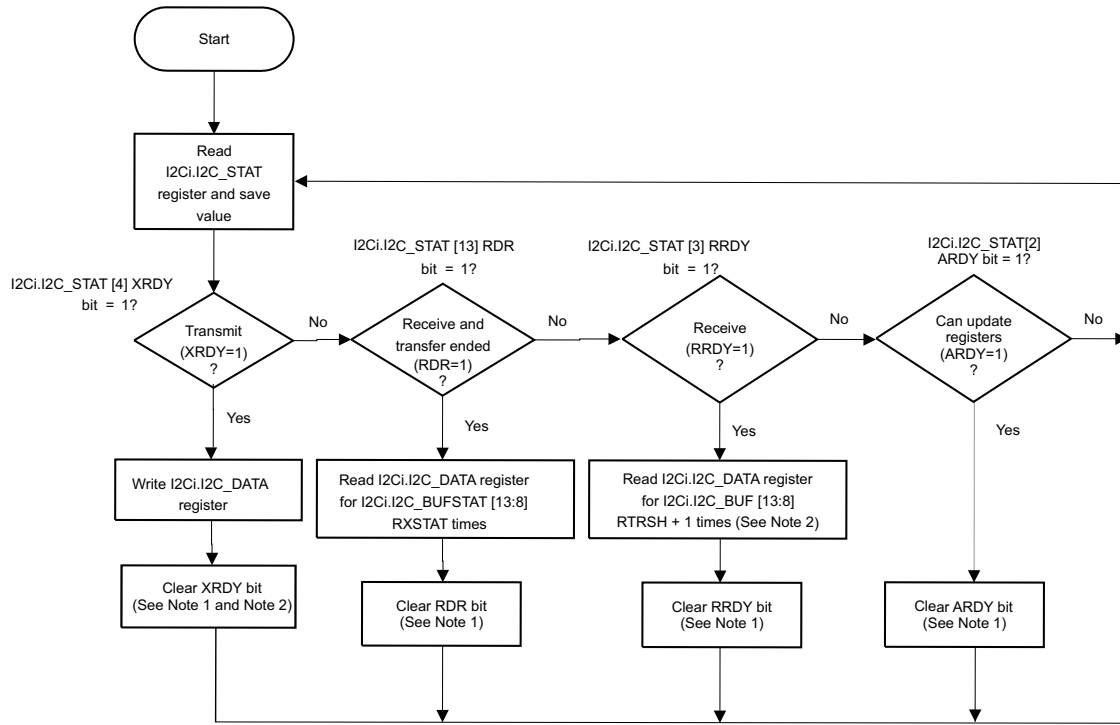 Start
Read
I2Ci.I2C_STAT
register and save
value
I2Ci.I2C_STAT [4] XRDY
bit = 1?
I2Ci.I2C_STAT [13] RDR
bit = 1?
I2Ci.I2C_STAT [3] RRDY
bit = 1?
I2Ci.I2C_STAT[2]
ARDY bit = 1?
Transmit
(XRDY=1)
?
No
Receive and
transfer ended
(RDR=1)
?
No
Receive
(RRDY=1)
?
No
Can update
registers
(ARDY=1)
?
No
Yes
Yes
Yes
Yes
Write I2Ci.I2C_DATA
register
Read I2Ci.I2C_DATA register
for I2Ci.I2C_BUFSTAT [13:8]
RXSTAT times
Read I2Ci.I2C_DATA register
for I2Ci.I2C_BUF [13:8]
RTRSH + 1 times (See Note 2)
Clear XRDY bit
(See Note 1 and Note 2)
Clear RDR bit
(See Note 1)
Clear RRDY bit
(See Note 1)
Clear ARDY bit
(See Note 1)